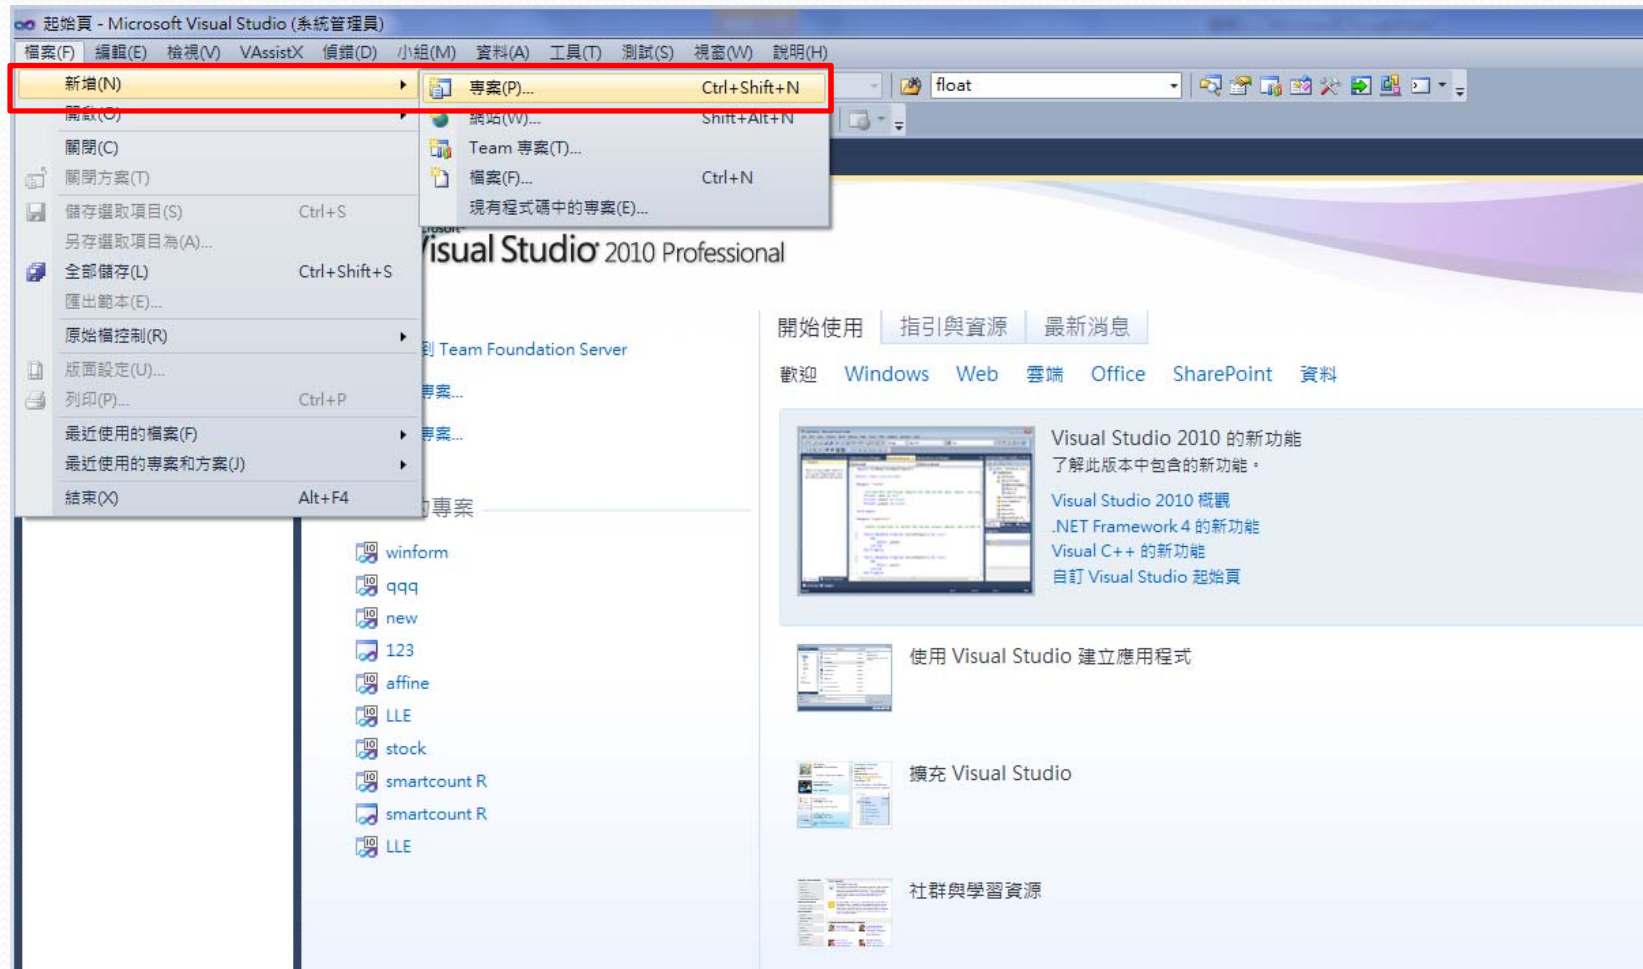 起始頁 - Microsoft Visual Studio (系統管理員)
檔案(F) 編輯(E) 檢視(V) VAssistX 偵錯(D) 小組(M) 資料(A) 工具(T) 測試(S) 視窗(W) 說明(H)
新增(N)
開啟(O)
關閉(C)
關閉方案(T)
儲存選取項目(S) Ctrl+S
另存選取項目為(A)...
全部儲存(L) Ctrl+Shift+S
匯出範本(E)...
原始檔控制(R)
版面設定(U)...
列印(P)... Ctrl+P
最近使用的檔案(F)
最近使用的專案和方案(J)
結束(X) Alt+F4
專案(P)... Ctrl+Shift+N
網站(W)... Shift+Alt+N
Team 專案(T)...
檔案(F)... Ctrl+N
現有程式碼中的專案(E)...
float
Visual Studio 2010 Professional
到 Team Foundation Server
專案...
專案...
的專案
winform
qqq
new
123
affine
LLE
stock
smartcount R
smartcount R
LLE
開始使用 指引與資源 最新消息
歡迎 Windows Web 雲端 Office SharePoint 資料
Visual Studio 2010 的新功能
了解此版本中包含的新功能。
Visual Studio 2010 概觀
.NET Framework 4 的新功能
Visual C++ 的新功能
自訂 Visual Studio 起始頁
使用 Visual Studio 建立應用程式
擴充 Visual Studio
社群與學習資源